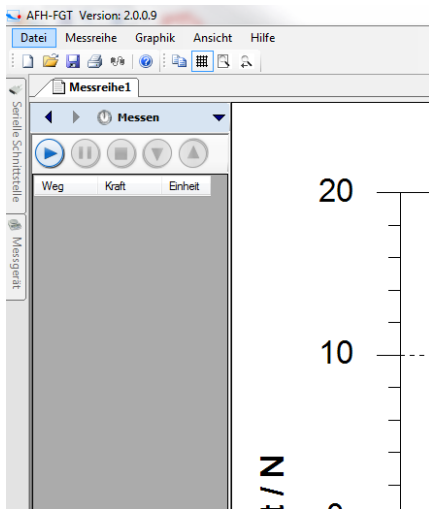 AFH-FGT Version: 2.0.0.9
Datei Messreihe Graphik Ansicht Hilfe
Messreihe1
Serielle Schnittstelle
Messgerät
Messen
Weg Kraft Einheit
20
10
t / N